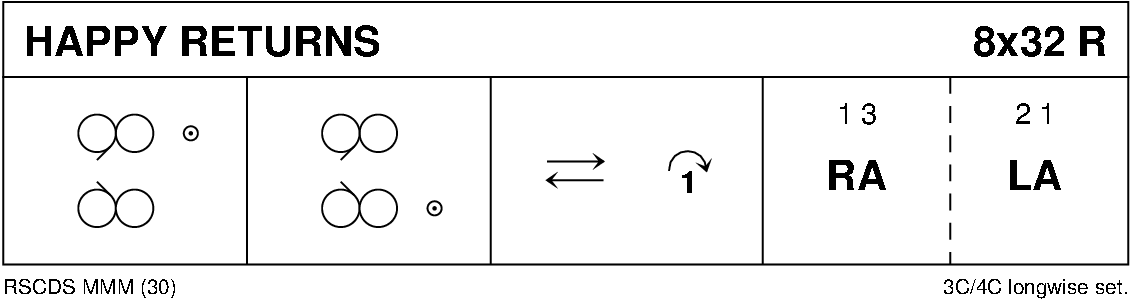 HAPPY RETURNS 8x32 R
1 3 2 1
1 RA LA
RSCDS MMM (30) 3C/4C longwise set.